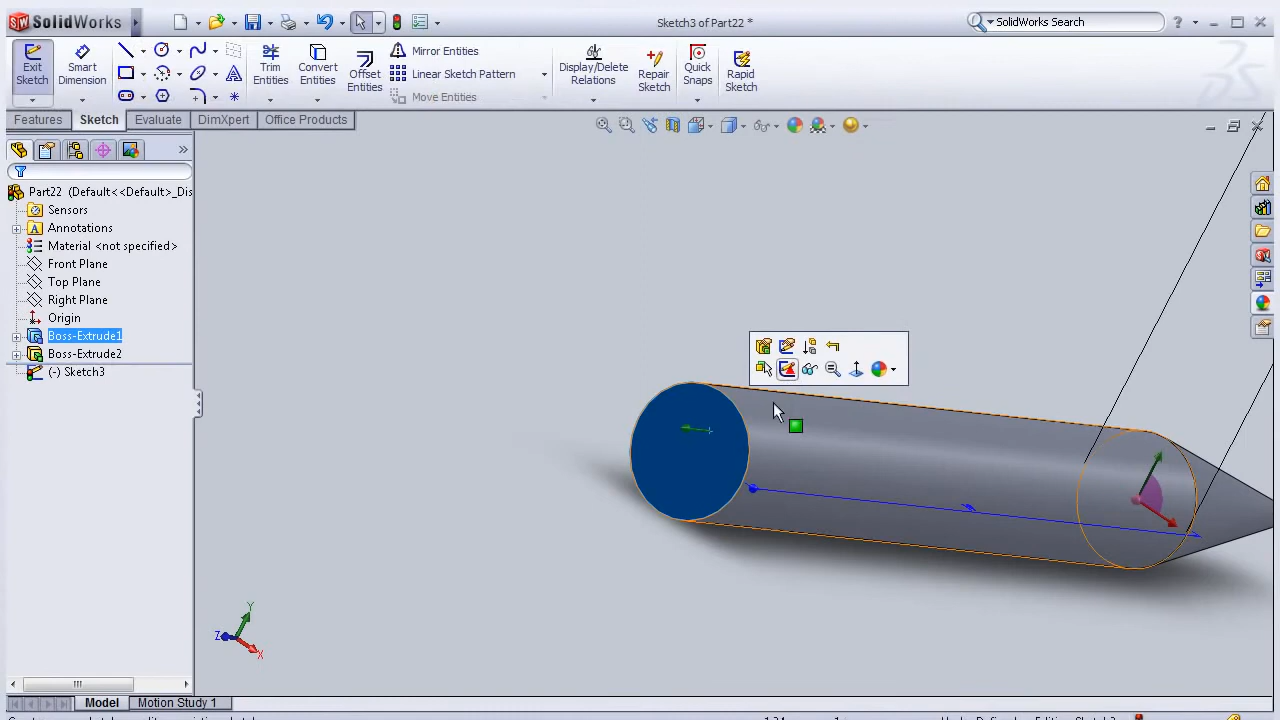 SolidWorks
Sketch3 of Part22 *
SolidWorks Search
Exit Sketch
Smart Dimension
Trim Entities
Convert Entities
Offset Entities
Mirror Entities
Linear Sketch Pattern
Move Entities
Display/Delete Relations
Repair Sketch
Quick Snaps
Rapid Sketch
Features
Sketch
Evaluate
DimXpert
Office Products
Part22 (Default<<Default>_Dis
Sensors
Annotations
Material <not specified>
Front Plane
Top Plane
Right Plane
Origin
Boss-Extrude1
Boss-Extrude2
(-) Sketch3
Y
Z
X
Model
Motion Study 1